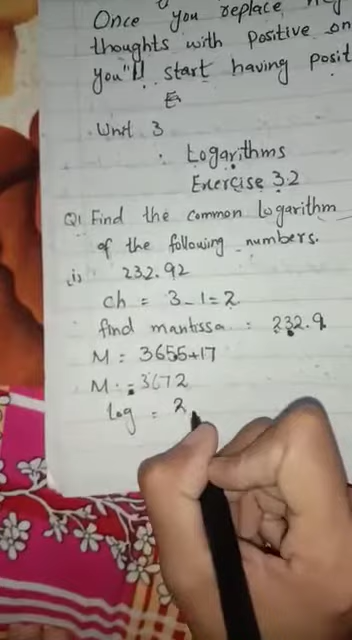 Once you replace
thoughts with positive on
you'll start having posit
Unit 3
Logarithms
Exercise 3.2
Q1 Find the common logarithm
of the following numbers.
(i) 232.92
Ch = 3-1=2
find mantissa : 232.9
M: 3655+17
M: .3672
log = 2.